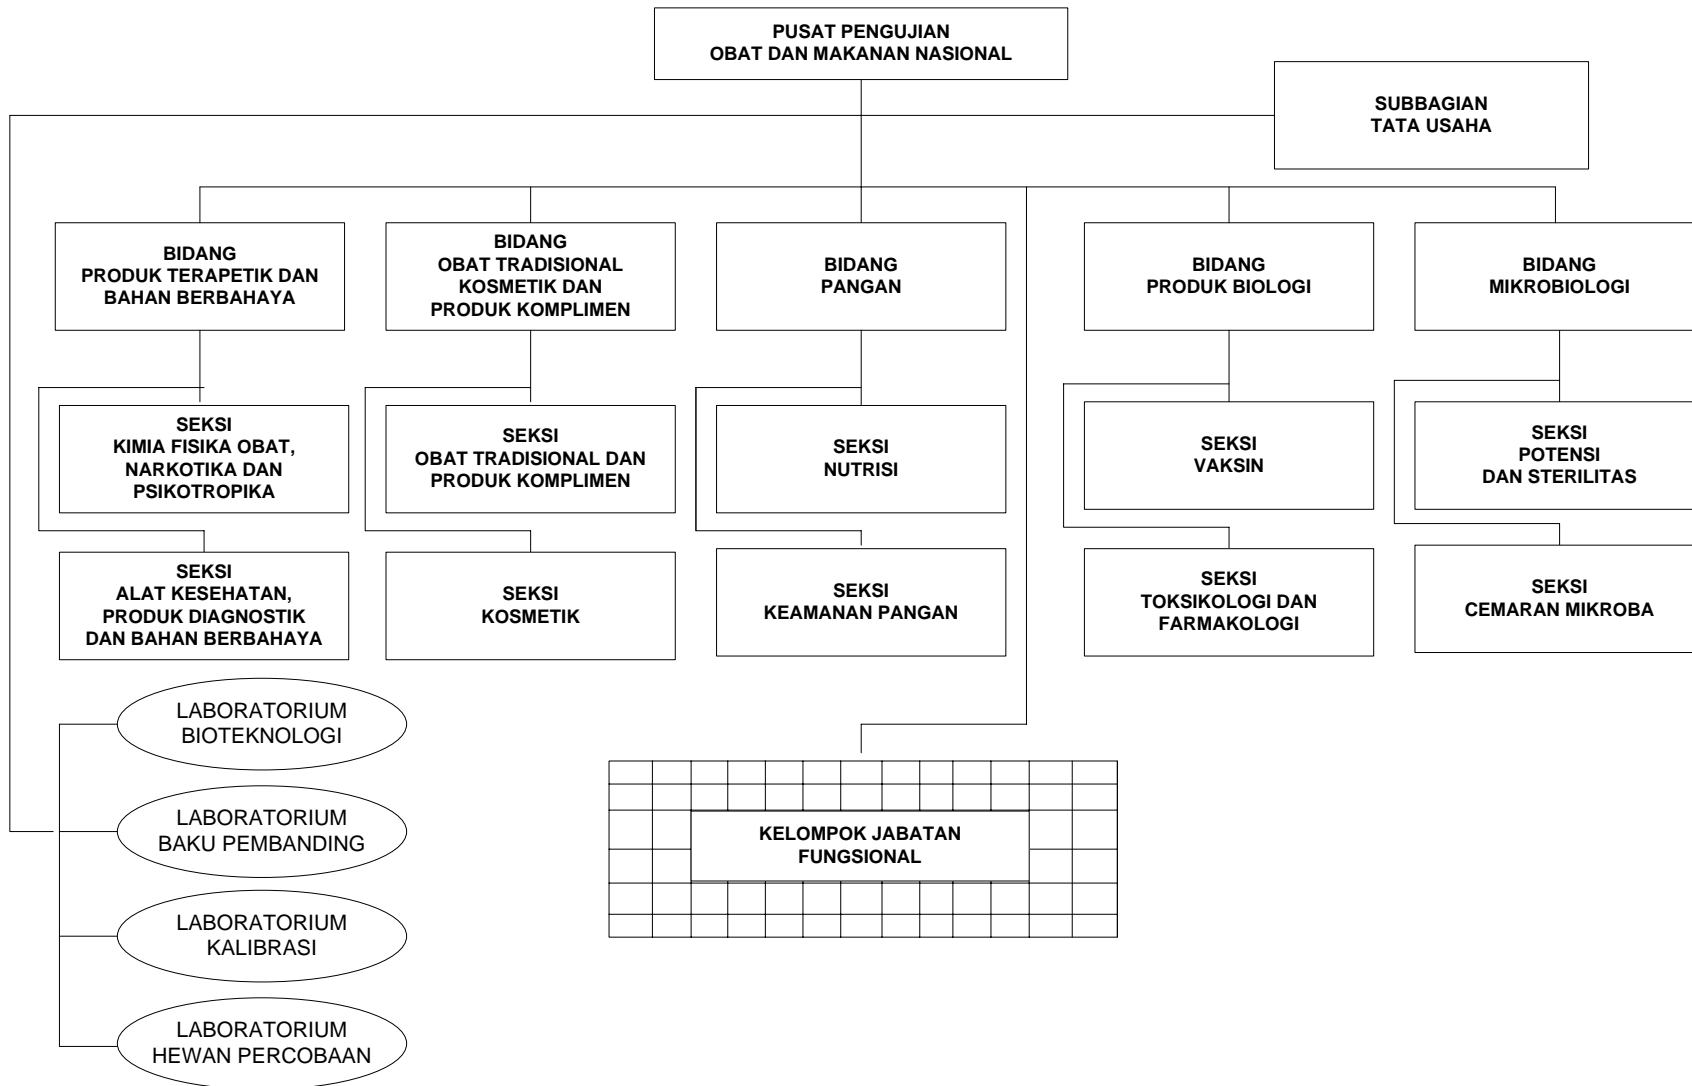 PUSAT PENGUJIAN
OBAT DAN MAKANAN NASIONAL
SUBBAGIAN
TATA USAHA
BIDANG
PRODUK TERAPETIK DAN
BAHAN BERBAHAYA
BIDANG
OBAT TRADISIONAL
KOSMETIK DAN
PRODUK KOMPLIMEN
BIDANG
PANGAN
BIDANG
PRODUK BIOLOGI
BIDANG
MIKROBIOLOGI
SEKSI
KIMIA FISIKA OBAT,
NARKOTIKA DAN
PSIKOTROPIKA
SEKSI
OBAT TRADISIONAL DAN
PRODUK KOMPLIMEN
SEKSI
NUTRISI
SEKSI
VAKSIN
SEKSI
POTENSI
DAN STERILITAS
SEKSI
ALAT KESEHATAN,
PRODUK DIAGNOSTIK
DAN BAHAN BERBAHAYA
SEKSI
KOSMETIK
SEKSI
KEAMANAN PANGAN
SEKSI
TOKSIKOLOGI DAN
FARMAKOLOGI
SEKSI
CEMARAN MIKROBA
LABORATORIUM
BIOTEKNOLOGI
LABORATORIUM
BAKU PEMBANDING
LABORATORIUM
KALIBRASI
LABORATORIUM
HEWAN PERCOBAAN
KELOMPOK JABATAN
FUNGSIONAL